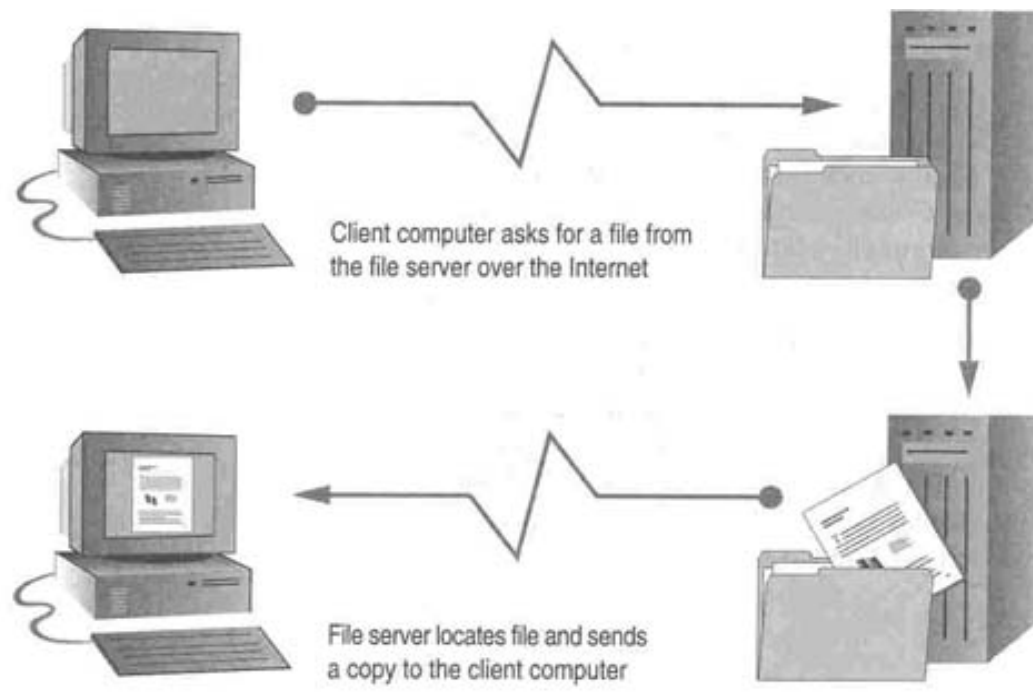 Client computer asks for a file from
the file server over the Internet
File server locates file and sends
a copy to the client computer